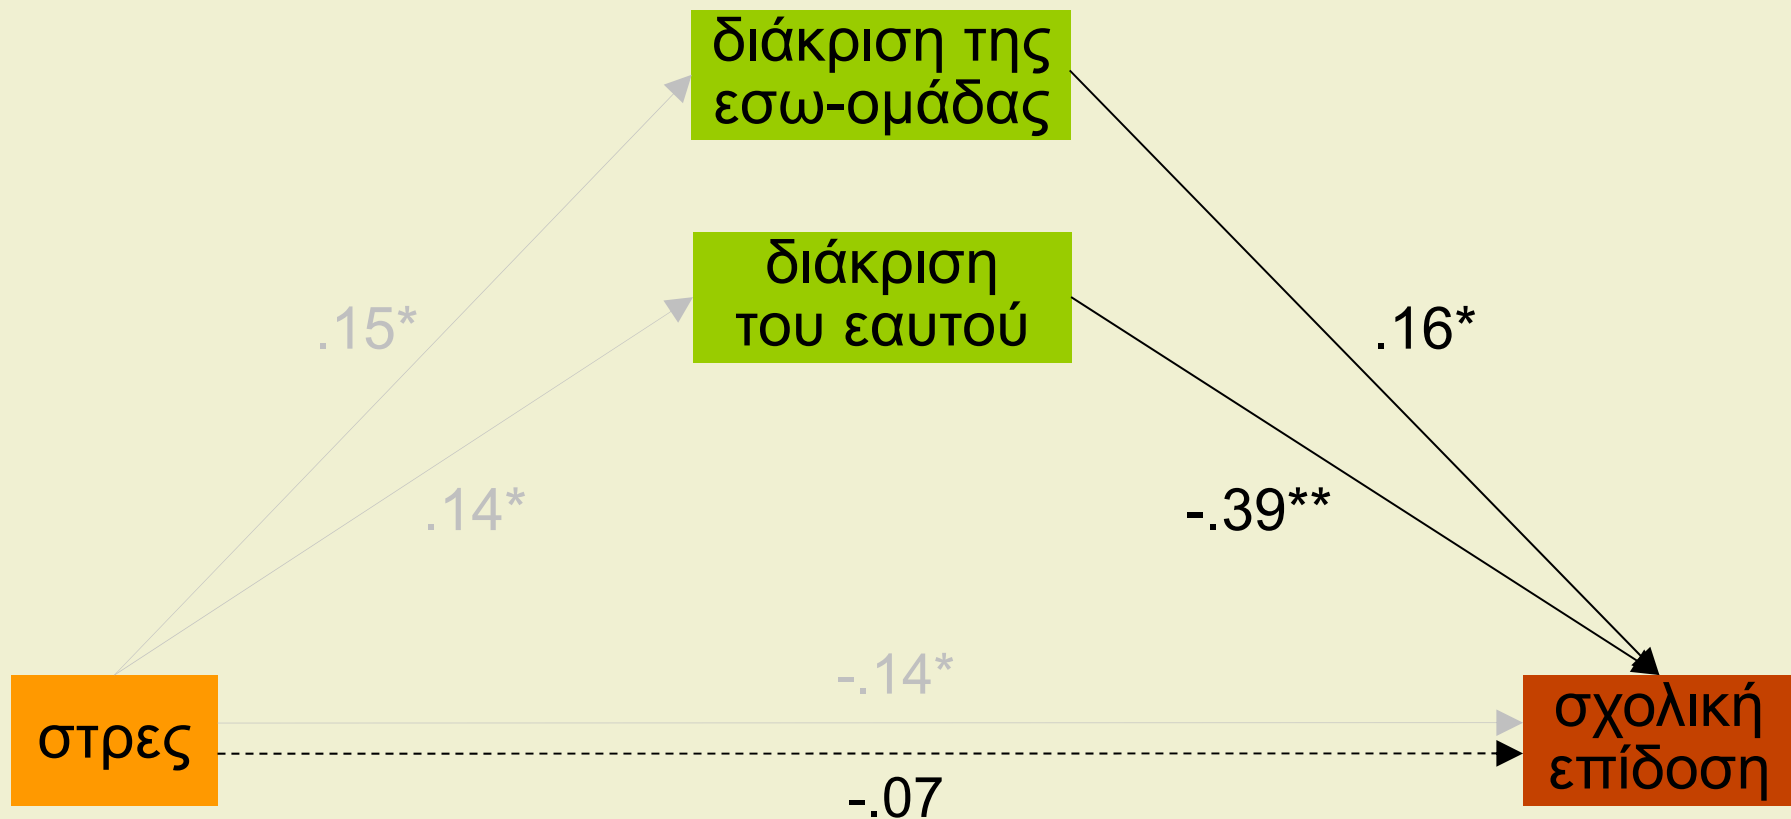 διάκριση της
εσω-ομάδας
διάκριση
του εαυτού
.15*
.16*
.14*
-.39**
-.14*
στρες
σχολική
επίδοση
-.07